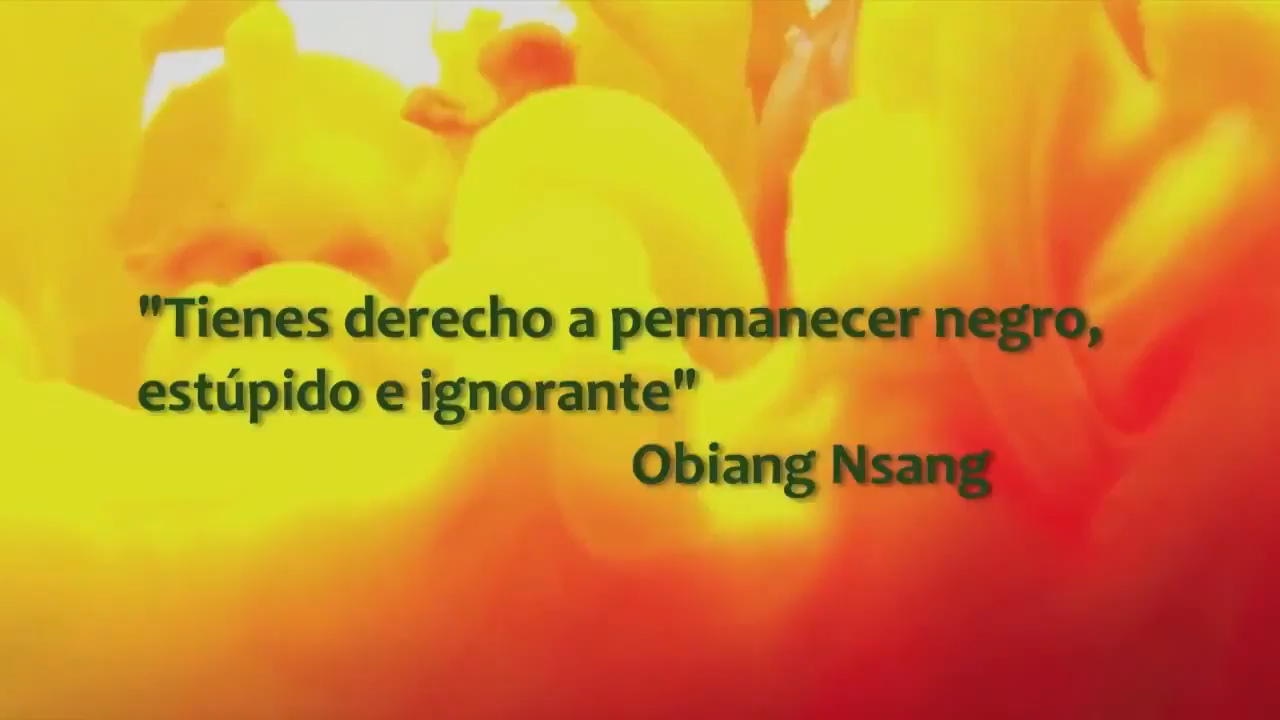 "Tienes derecho a permanecer negro,
estúpido e ignorante"
Obiang Nsang